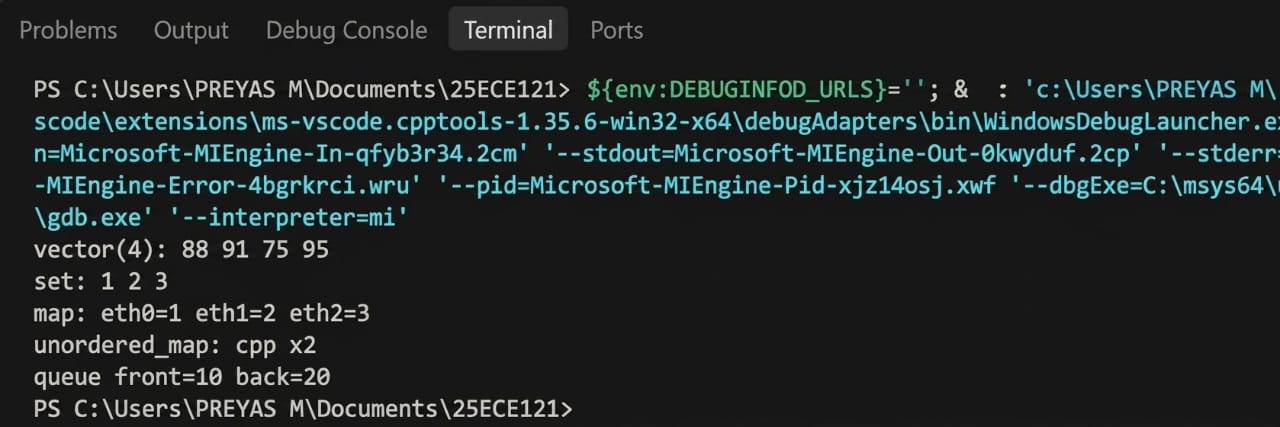 Problems Output Debug Console Terminal Ports
PS C:\Users\PREYAS M\Documents\25ECE121> ${env:DEBUGINFOD_URLS}=''; & : 'c:\Users\PREYAS M\
scode\extensions\ms-vscode.cpptools-1.35.6-win32-x64\debugAdapters\bin\WindowsDebugLauncher.ex
n=Microsoft-MIEngine-In-qfyb3r34.2cm' '--stdout=Microsoft-MIEngine-Out-0kwyduf.2cp' '--stderr=
-MIEngine-Error-4bgrkrci.wru' '--pid=Microsoft-MIEngine-Pid-xjz14osj.xwf '--dbgExe=C:\msys64\u
\gdb.exe' '--interpreter=mi'
vector(4): 88 91 75 95
set: 1 2 3
map: eth0=1 eth1=2 eth2=3
unordered_map: cpp x2
queue front=10 back=20
PS C:\Users\PREYAS M\Documents\25ECE121>